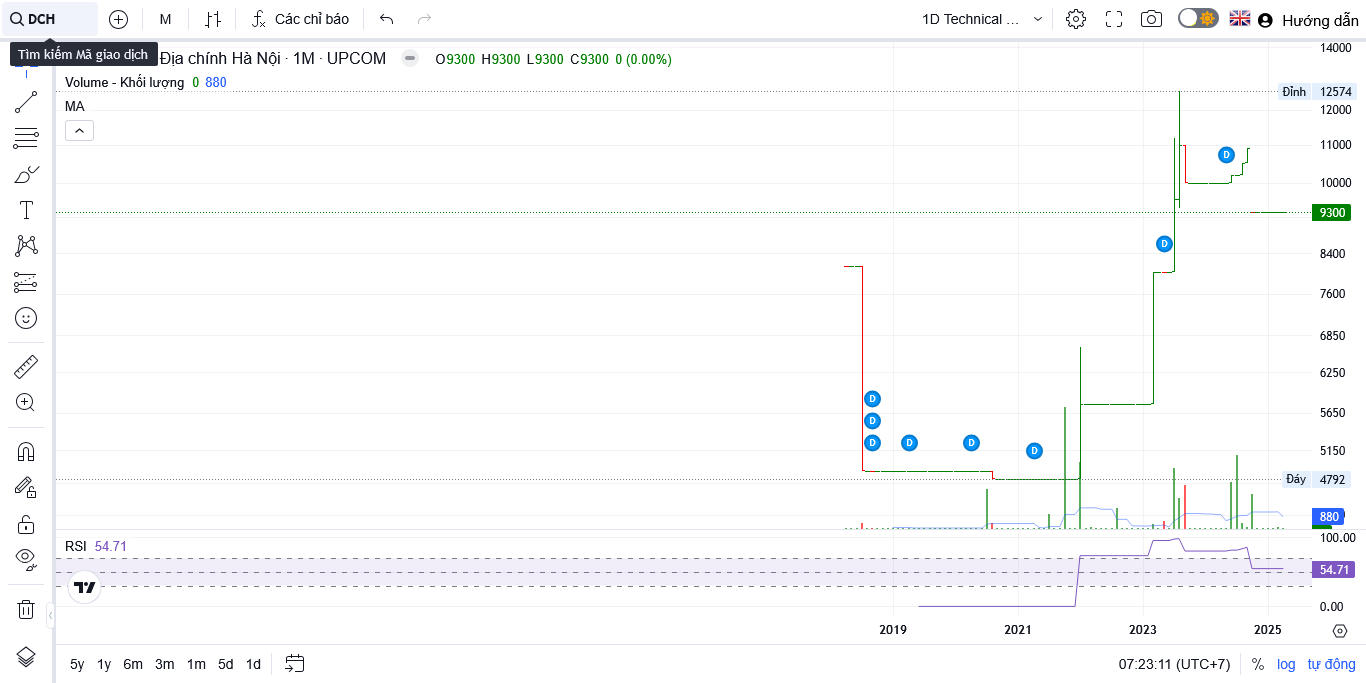 DCH
M
Các chỉ báo
1D Technical ...
Hướng dẫn
Tìm kiếm Mã giao dịch
Địa chính Hà Nội · 1M · UPCOM
O9300 H9300 L9300 C9300 0 (0.00%)
Volume - Khối lượng 0 880
MA
14000
Đỉnh 12574
12000
11000
D
10000
9300
D
8400
7600
6850
6250
D
5650
D
D D D
D
5150
Đáy 4792
880
RSI 54.71
100.00
54.71
0.00
2019 2021 2023 2025
5y 1y 6m 3m 1m 5d 1d
07:23:11 (UTC+7)
% log tự động